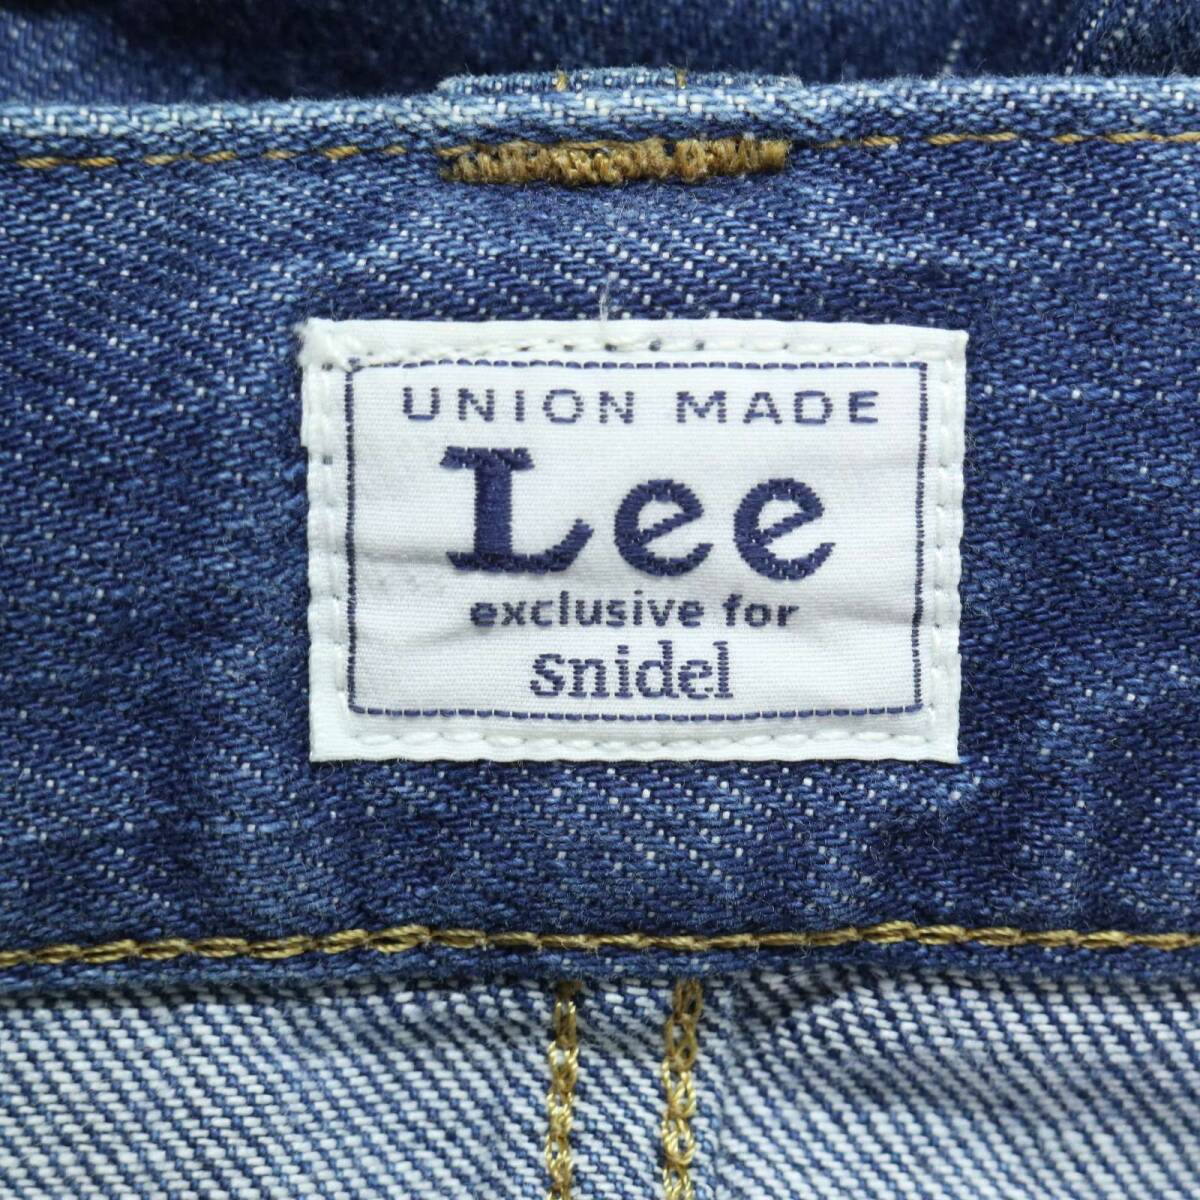 UNION MADE
Lee
exclusive for
snidel